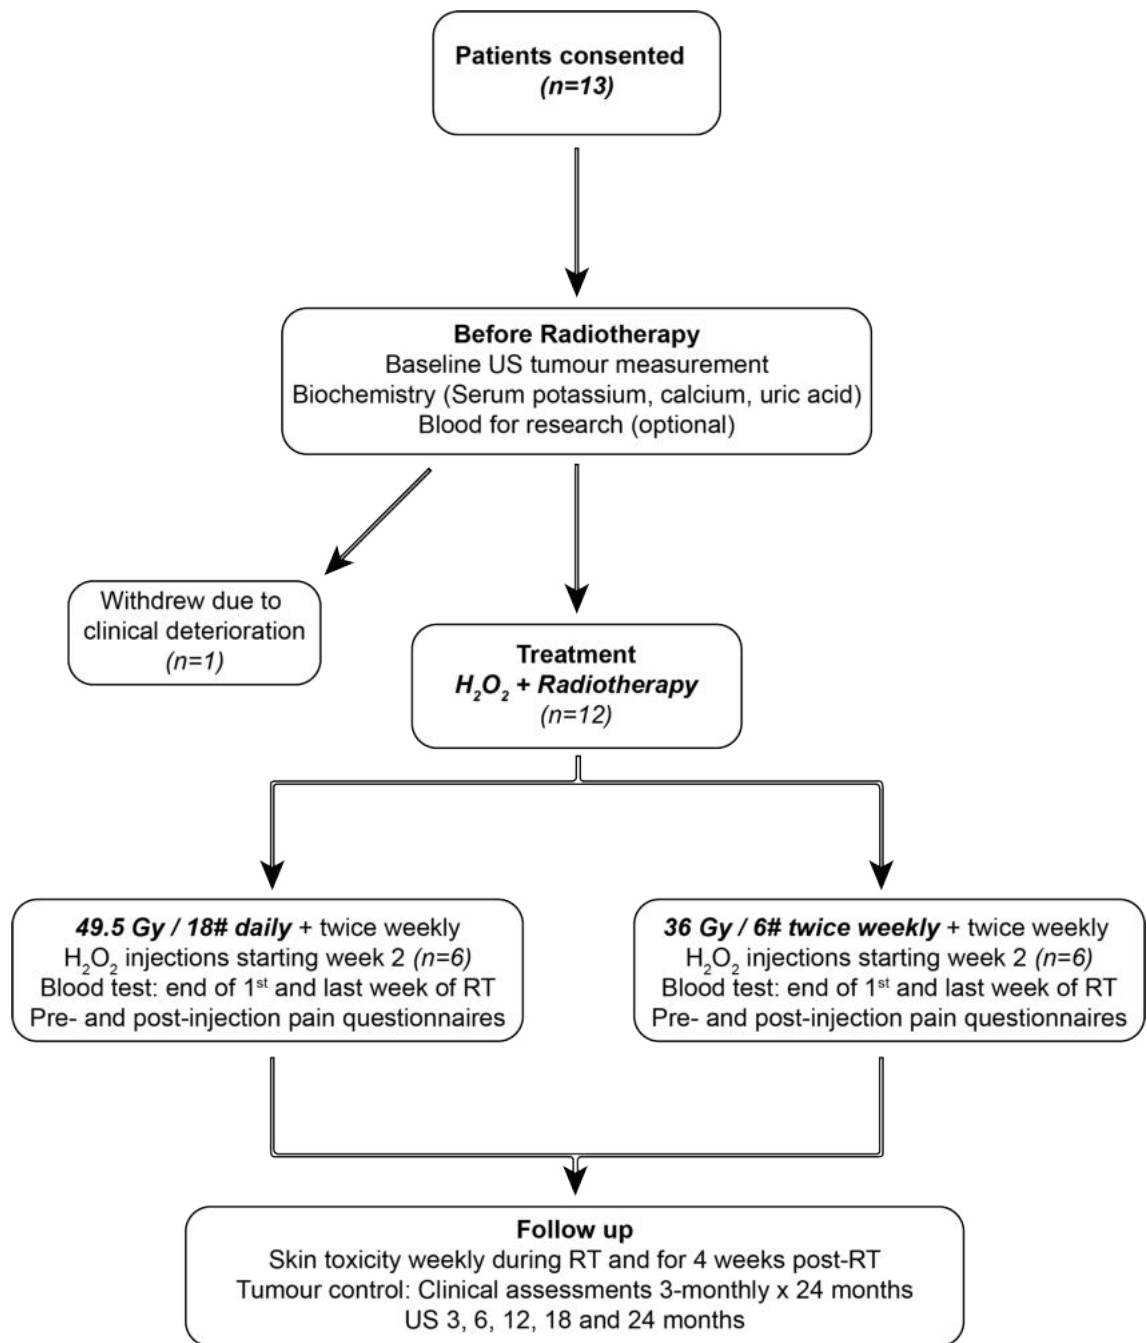 Patients consented
(n=13)
Before Radiotherapy
Baseline US tumour measurement
Biochemistry (Serum potassium, calcium, uric acid)
Blood for research (optional)
Withdrew due to
clinical deterioration
(n=1)
Treatment
H₂O₂ + Radiotherapy
(n=12)
49.5 Gy / 18# daily + twice weekly
H₂O₂ injections starting week 2 (n=6)
Blood test: end of 1ˢᵗ and last week of RT
Pre- and post-injection pain questionnaires
36 Gy / 6# twice weekly + twice weekly
H₂O₂ injections starting week 2 (n=6)
Blood test: end of 1ˢᵗ and last week of RT
Pre- and post-injection pain questionnaires
Follow up
Skin toxicity weekly during RT and for 4 weeks post-RT
Tumour control: Clinical assessments 3-monthly x 24 months
US 3, 6, 12, 18 and 24 months